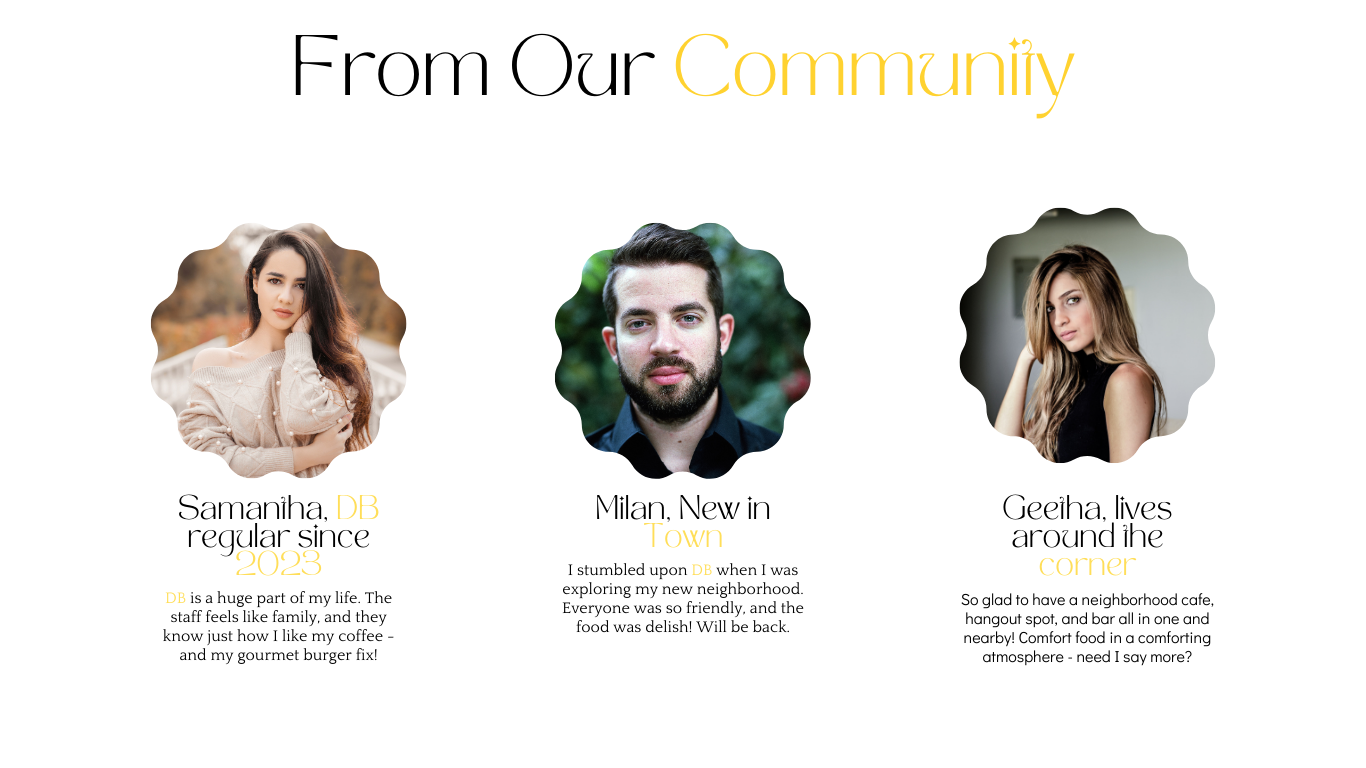 From Our Community
Samantha, DB
regular since
2023
DB is a huge part of my life. The
staff feels like family, and they
know just how I like my coffee -
and my gourmet burger fix!
Milan, New in
Town
I stumbled upon DB when I was
exploring my new neighborhood.
Everyone was so friendly, and the
food was delish! Will be back.
Geetha, lives
around the
corner
So glad to have a neighborhood cafe,
hangout spot, and bar all in one and
nearby! Comfort food in a comforting
atmosphere - need I say more?